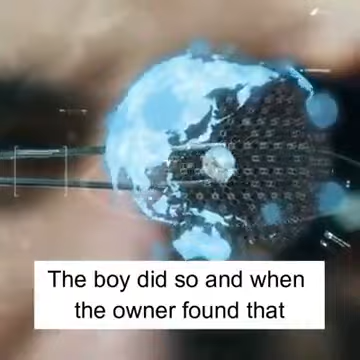 The boy did so and when
the owner found that